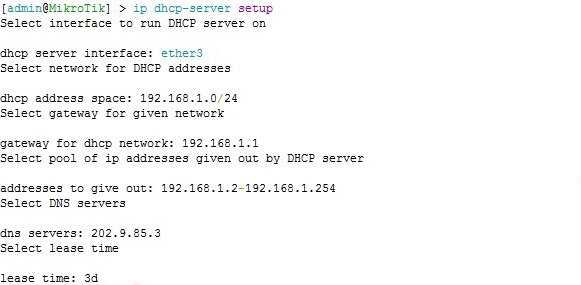 [admin@MikroTik] > ip dhcp-server setup
Select interface to run DHCP server on
dhcp server interface: ether3
Select network for DHCP addresses
dhcp address space: 192.168.1.0/24
Select gateway for given network
gateway for dhcp network: 192.168.1.1
Select pool of ip addresses given out by DHCP server
addresses to give out: 192.168.1.2-192.168.1.254
Select DNS servers
dns servers: 202.9.85.3
Select lease time
lease time: 3d